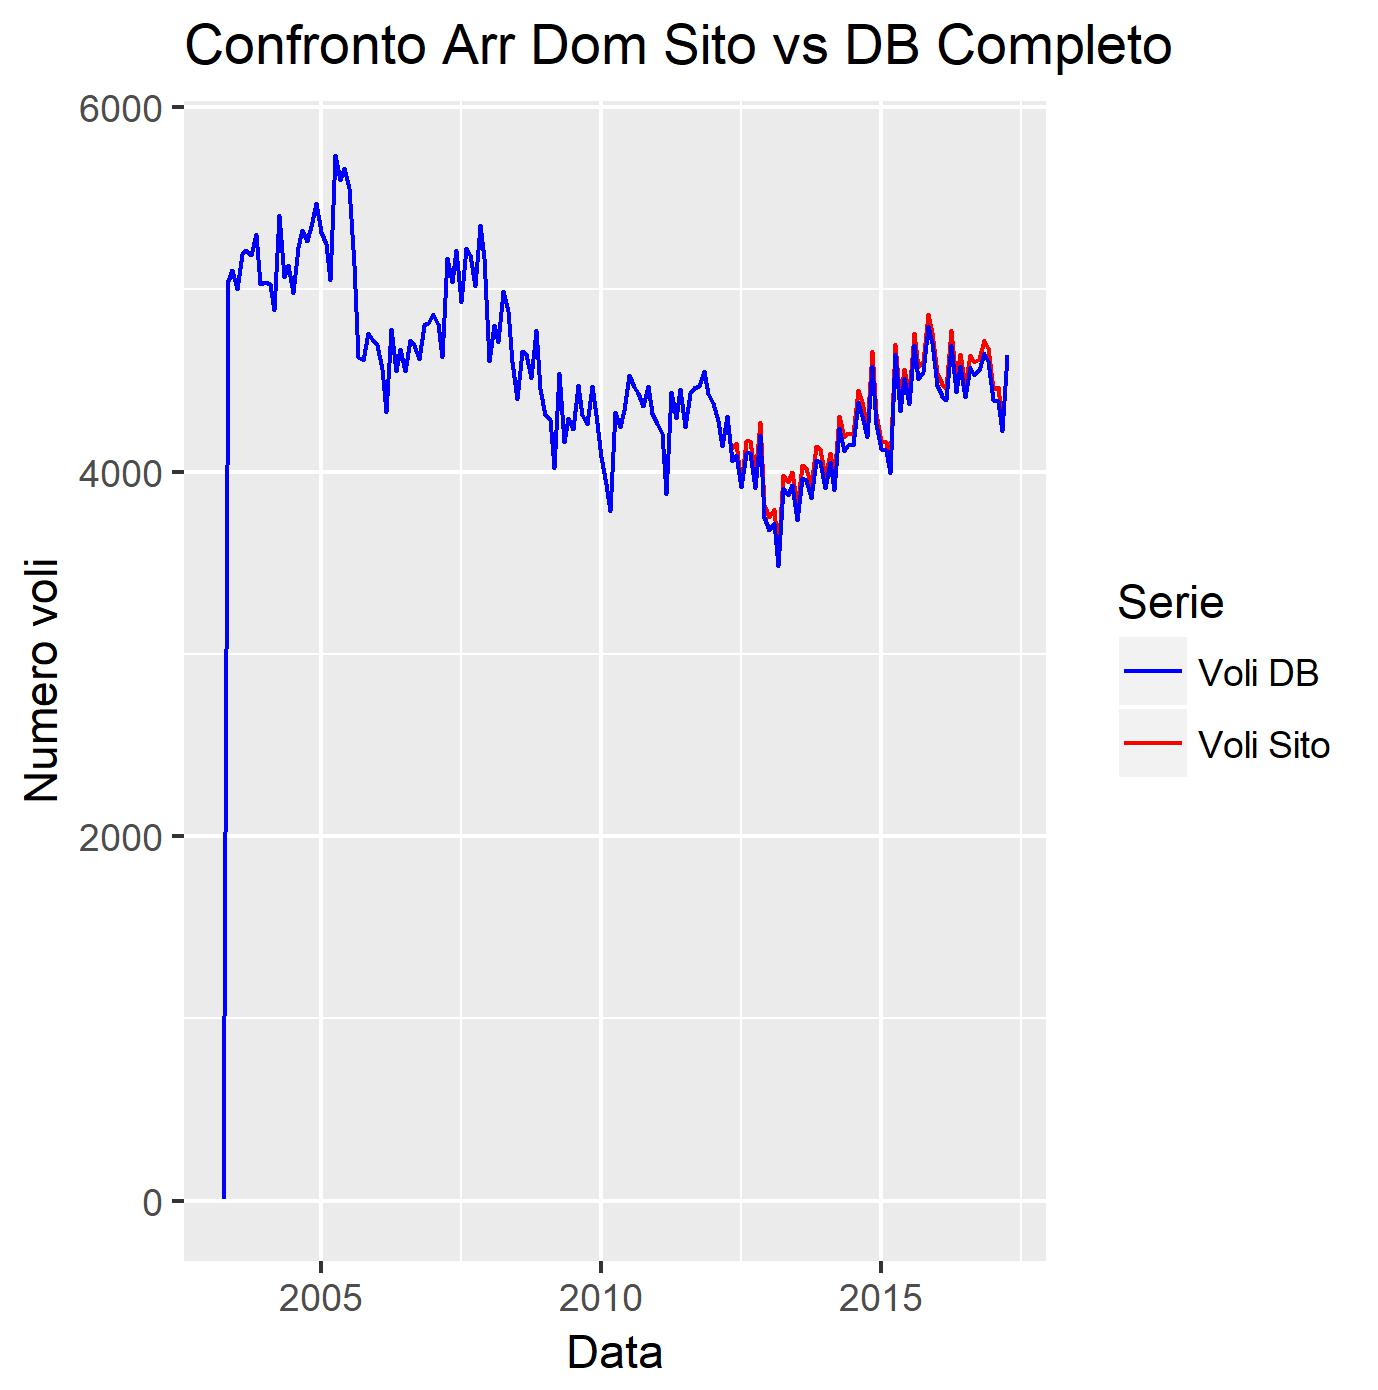 Confronto Arr Dom Sito vs DB Completo
6000
4000
2000
0
Numero voli
2005
2010
2015
Data
Serie
Voli DB
Voli Sito